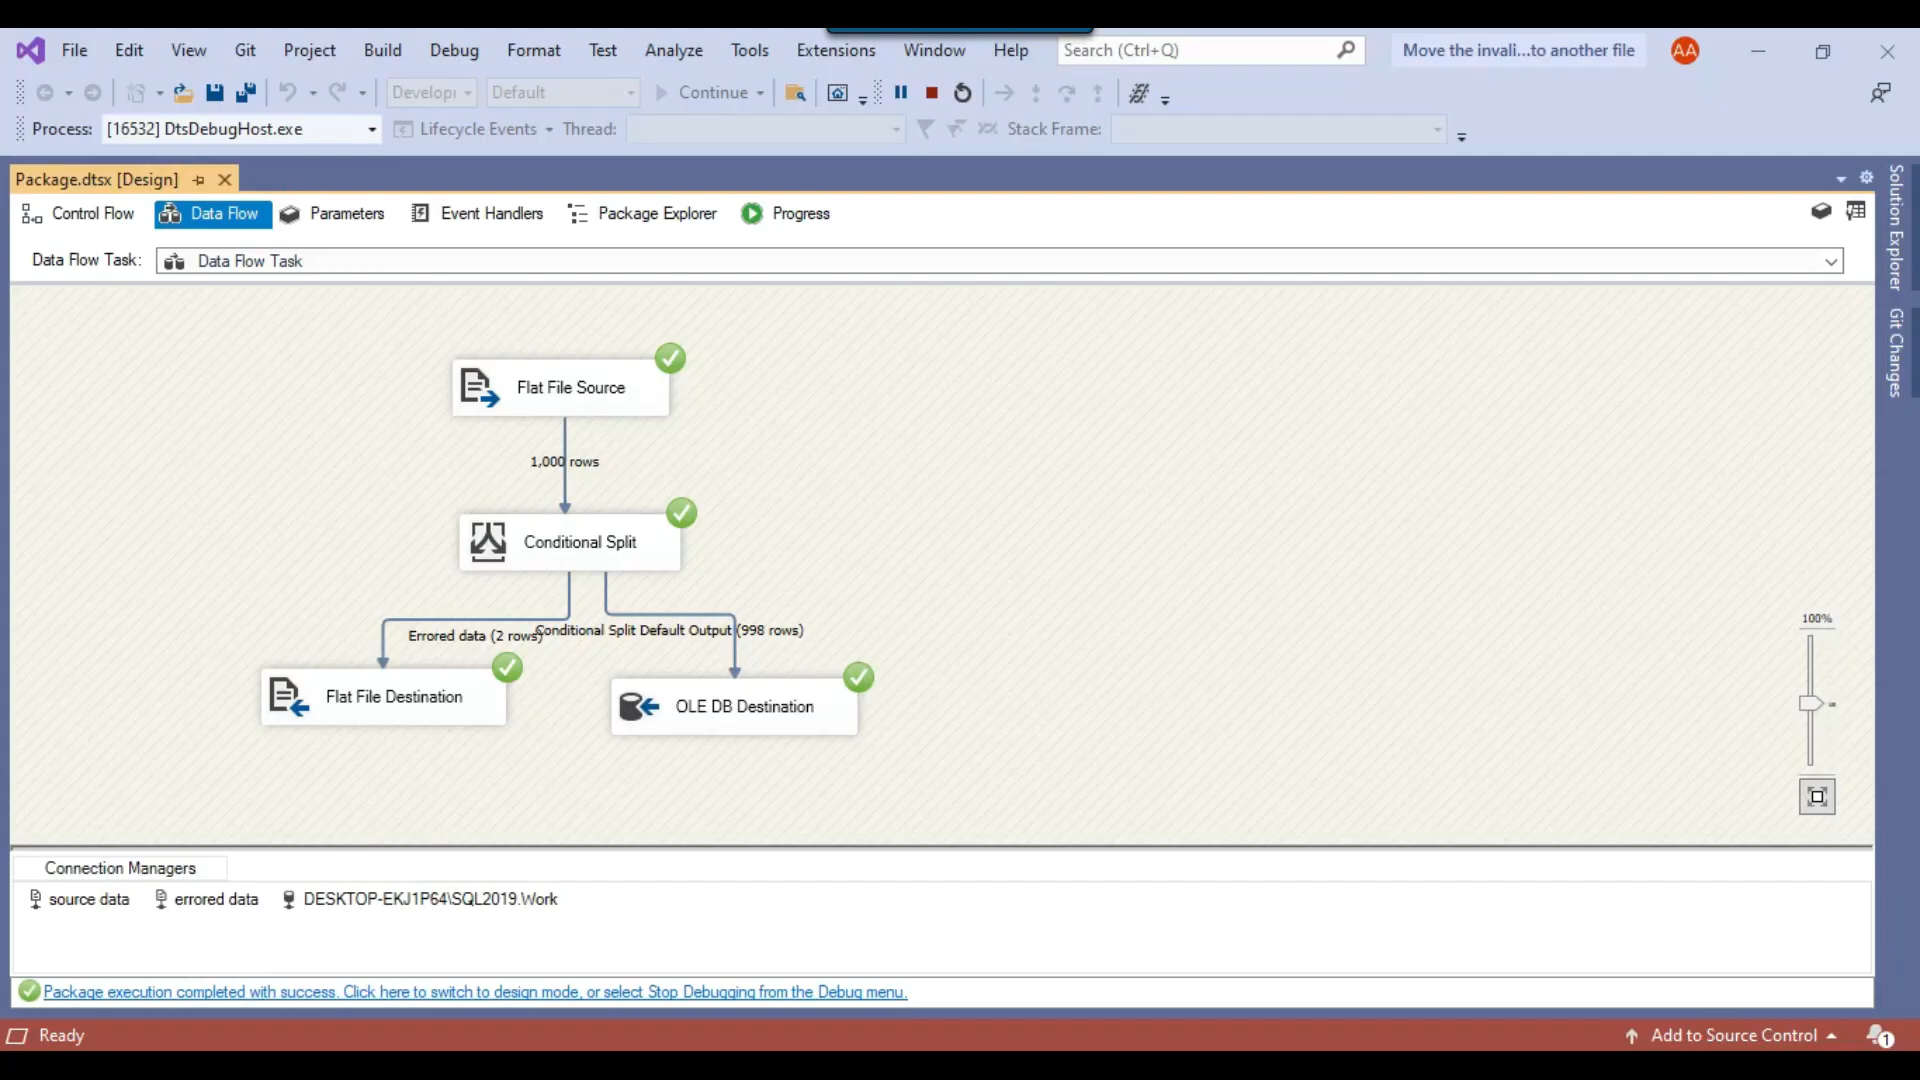 File Edit View Git Project Build Debug Format Test Analyze Tools Extensions Window Help Search (Ctrl+Q) Move the invali...to another file AA
Developı Default Continue
Process: [16532] DtsDebugHost.exe Lifecycle Events Thread: Stack Frame:
Package.dtsx [Design]
Control Flow Data Flow Parameters Event Handlers Package Explorer Progress
Data Flow Task: Data Flow Task
Solution Explorer
Git Changes
Flat File Source
1,000 rows
Conditional Split
Errored data (2 rows)
Conditional Split Default Output (998 rows)
Flat File Destination
OLE DB Destination
100%
Connection Managers
source data errored data DESKTOP-EKJ1P64\SQL2019.Work
Package execution completed with success. Click here to switch to design mode, or select Stop Debugging from the Debug menu.
Ready Add to Source Control 1